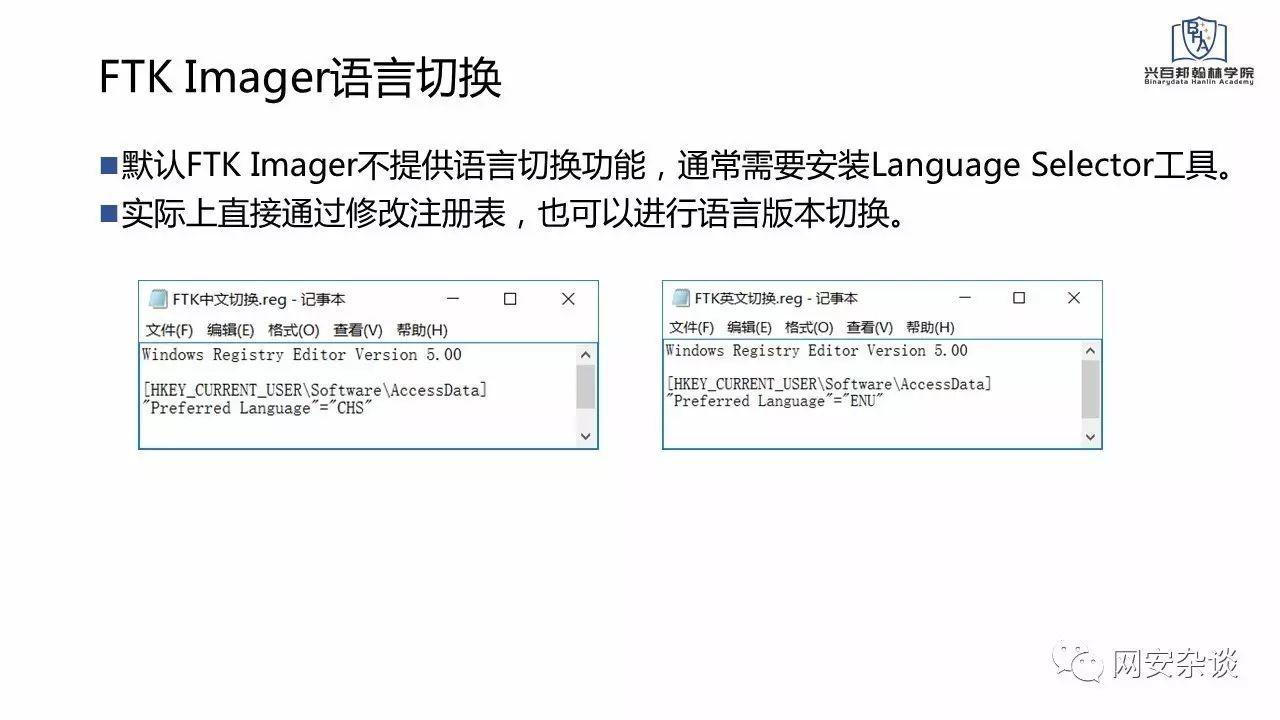 FTK Imager语言切换
兴百邦翰林学院
Binarydata Hanlin Academy
■默认FTK Imager不提供语言切换功能，通常需要安装Language Selector工具。
■实际上直接通过修改注册表，也可以进行语言版本切换。
FTK中文切换.reg - 记事本
文件(F) 编辑(E) 格式(O) 查看(V) 帮助(H)
Windows Registry Editor Version 5.00
[HKEY_CURRENT_USER\Software\AccessData]
"Preferred Language"="CHS"
FTK英文切换.reg - 记事本
文件(F) 编辑(E) 格式(O) 查看(V) 帮助(H)
Windows Registry Editor Version 5.00
[HKEY_CURRENT_USER\Software\AccessData]
"Preferred Language"="ENU"
网安杂谈